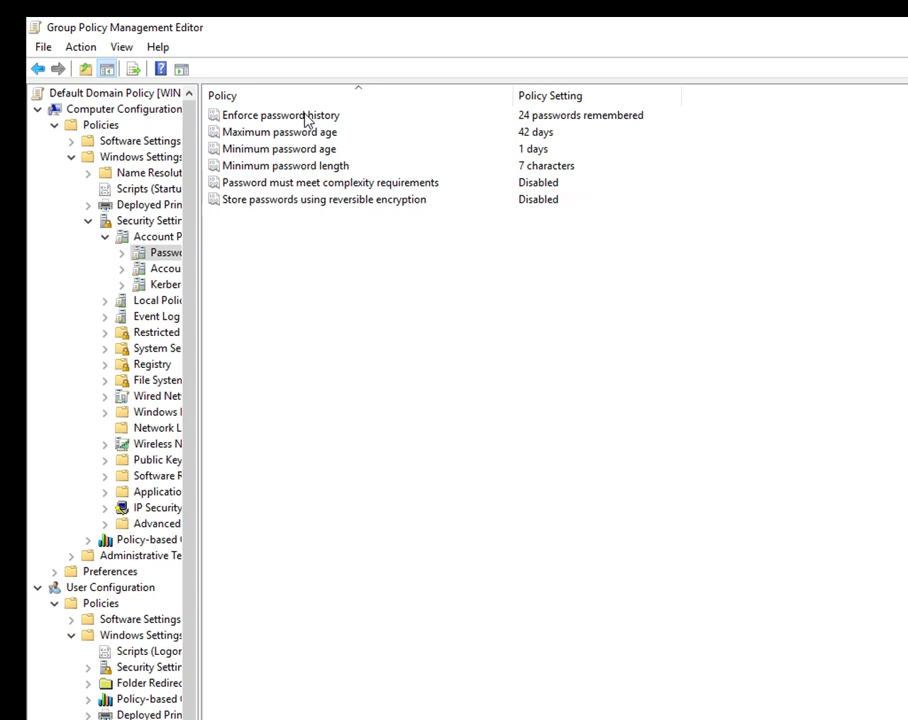 Group Policy Management Editor
File Action View Help
Default Domain Policy [WIN
Computer Configuration
Policies
Software Settings
Windows Settings
Name Resolut
Scripts (Startu
Deployed Prin
Security Settin
Account P
Passwo
Accou
Kerber
Local Polic
Event Log
Restricted
System Se
Registry
File System
Wired Net
Windows
Network L
Wireless N
Public Key
Software R
Applicatio
IP Security
Advanced
Policy-based
Administrative Te
Preferences
User Configuration
Policies
Software Settings
Windows Settings
Scripts (Logor
Security Settin
Folder Redirec
Policy-based
Deployed Prin
Policy Policy Setting
Enforce password history 24 passwords remembered
Maximum password age 42 days
Minimum password age 1 days
Minimum password length 7 characters
Password must meet complexity requirements Disabled
Store passwords using reversible encryption Disabled